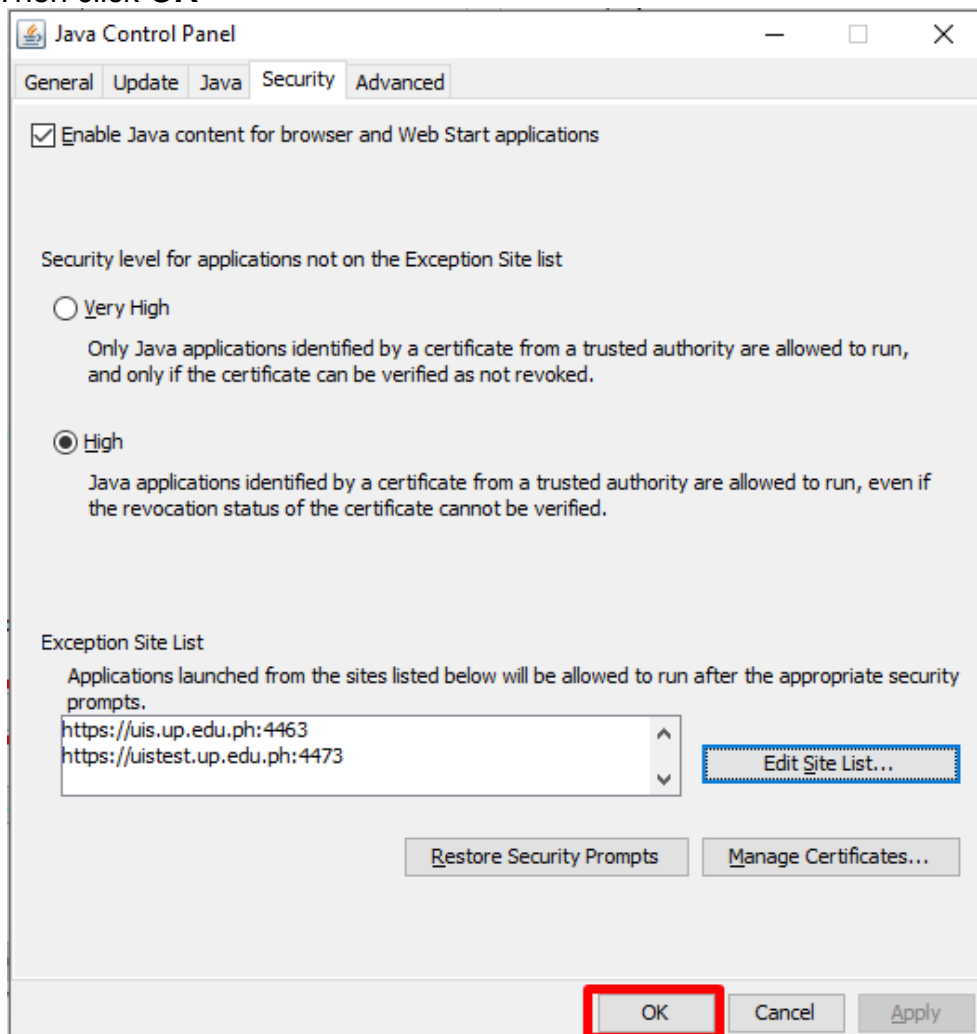 Then click OK
Java Control Panel
General Update Java Security Advanced
Enable Java content for browser and Web Start applications
Security level for applications not on the Exception Site list
Very High
Only Java applications identified by a certificate from a trusted authority are allowed to run,
and only if the certificate can be verified as not revoked.
High
Java applications identified by a certificate from a trusted authority are allowed to run, even if
the revocation status of the certificate cannot be verified.
Exception Site List
Applications launched from the sites listed below will be allowed to run after the appropriate security
prompts.
https://uis.up.edu.ph:4463
https://uistest.up.edu.ph:4473
Edit Site List...
Restore Security Prompts Manage Certificates...
OK Cancel Apply